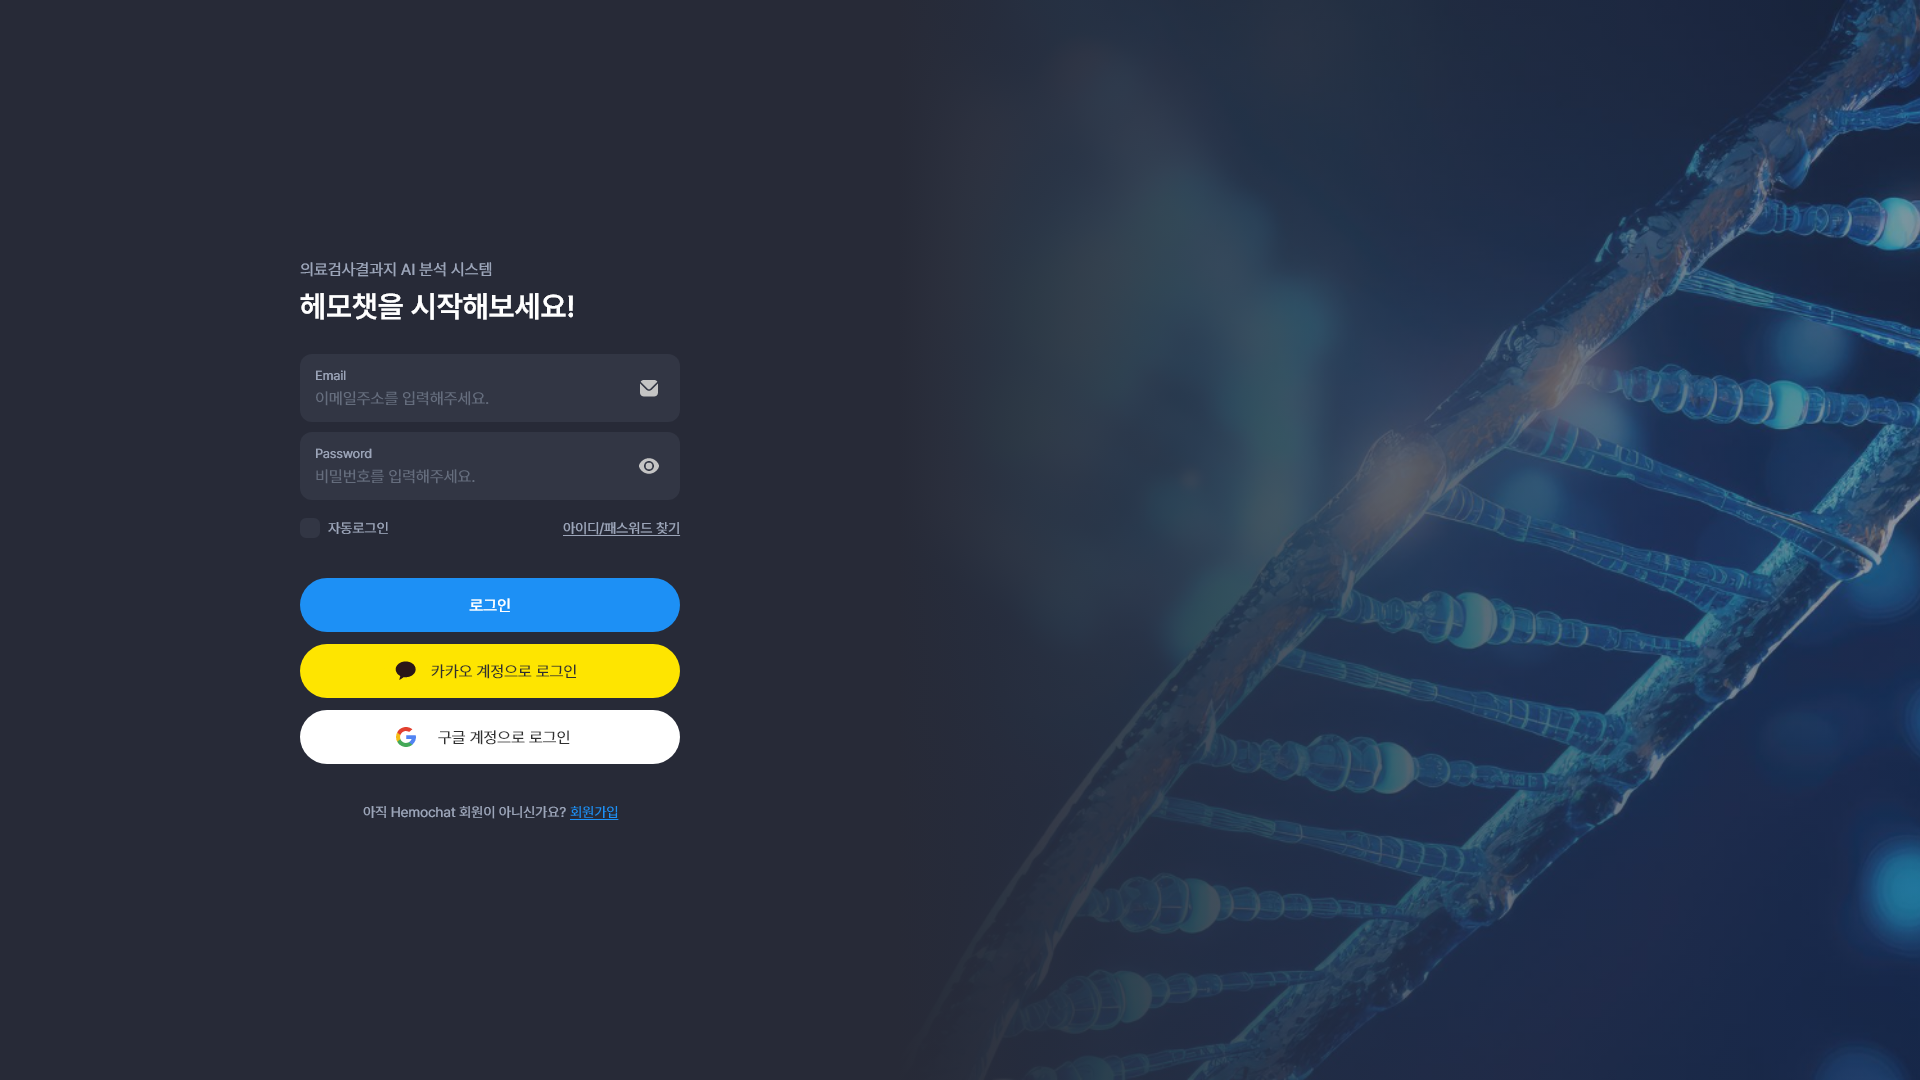 의료검사결과지 AI 분석 시스템
헤모챗을 시작해보세요!
Email
이메일주소를 입력해주세요.
Password
비밀번호를 입력해주세요.
자동로그인
아이디/패스워드 찾기
로그인
카카오 계정으로 로그인
구글 계정으로 로그인
아직 Hemochat 회원이 아니신가요? 회원가입